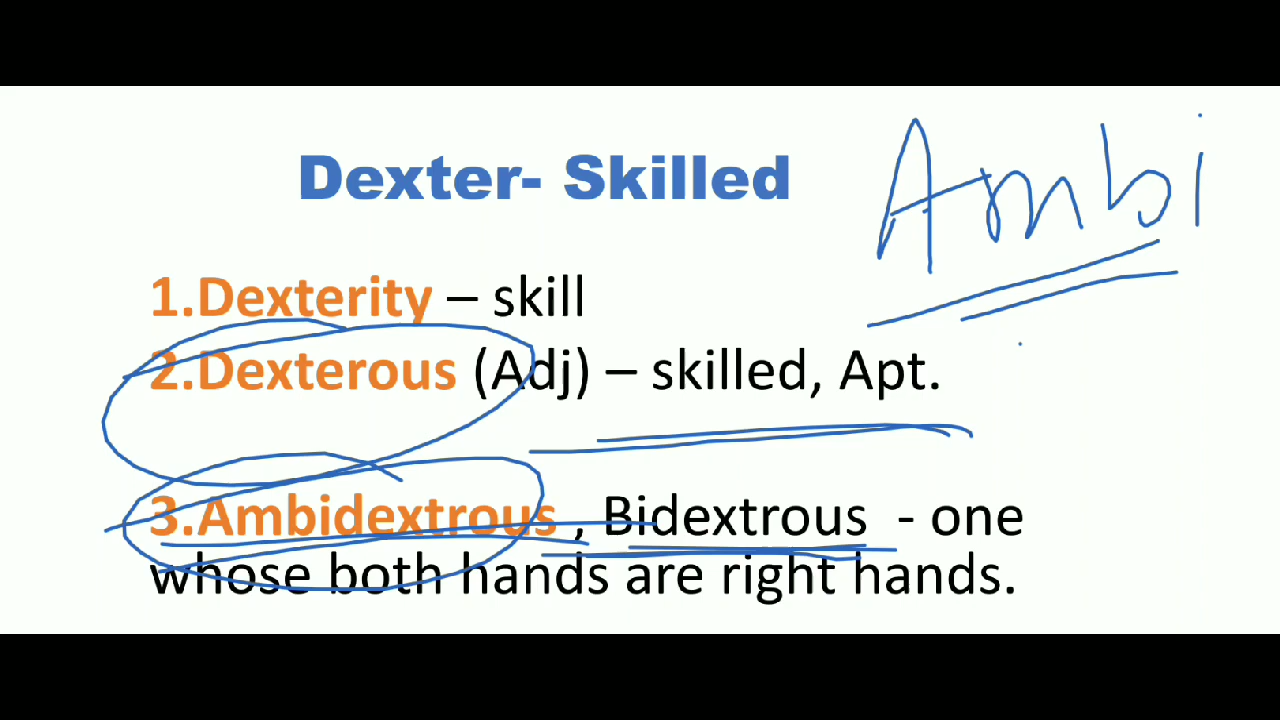 Dexter- Skilled
Ambi
1.Dexterity – skill
2.Dexterous (Adj) – skilled, Apt.
3.Ambidextrous , Bidextrous - one
whose both hands are right hands.